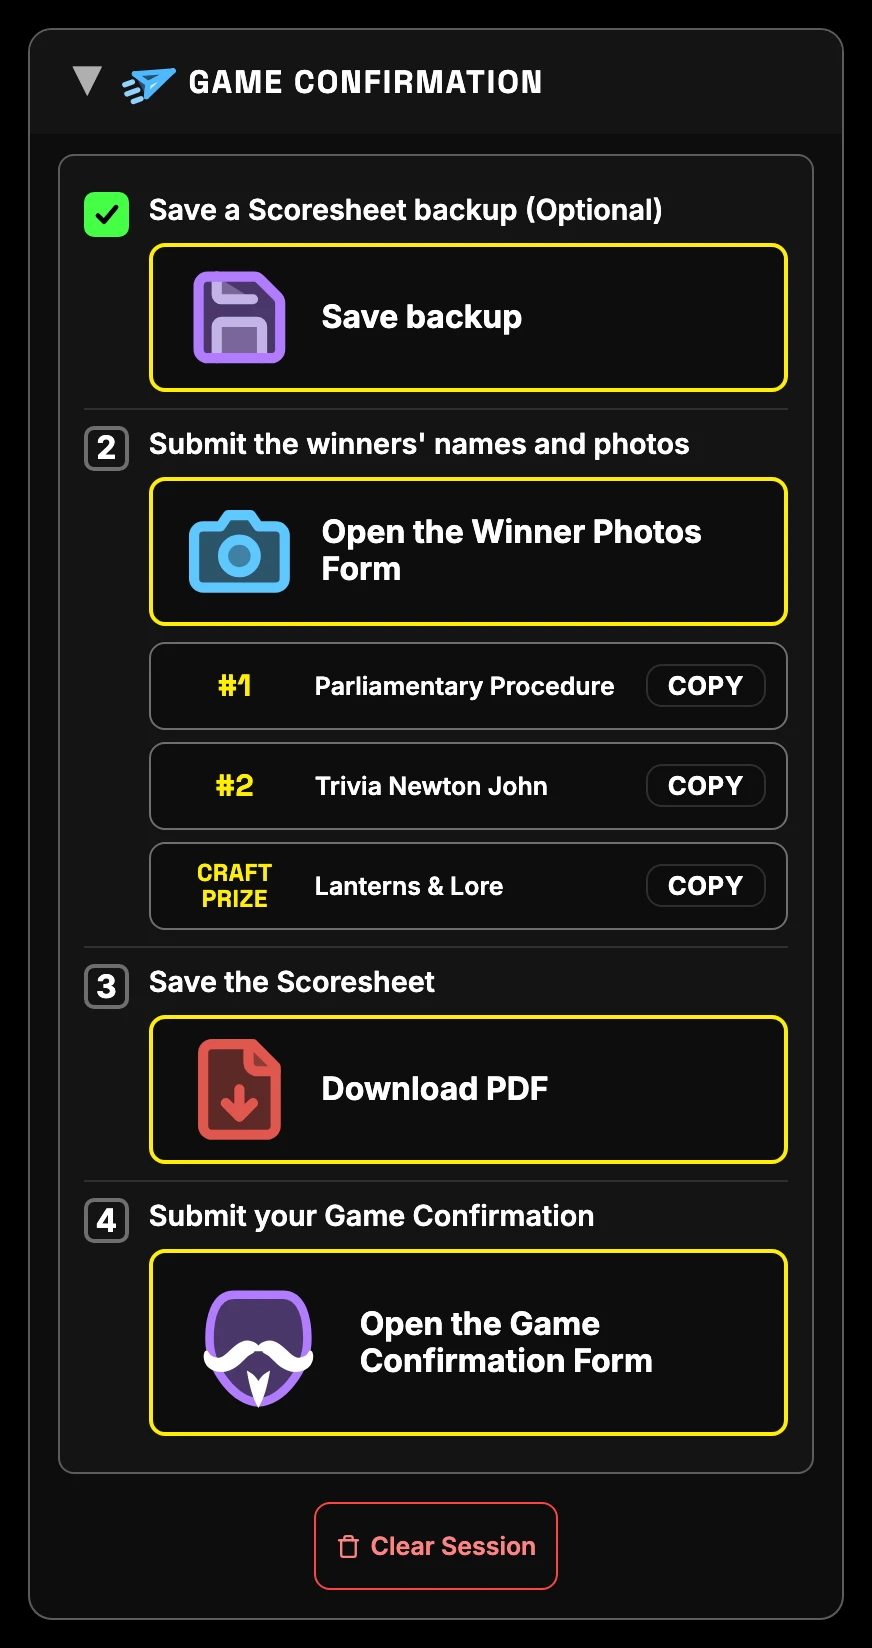 GAME CONFIRMATION
Save a Scoresheet backup (Optional)
Save backup
2
Submit the winners' names and photos
Open the Winner Photos
Form
#1
Parliamentary Procedure
COPY
#2
Trivia Newton John
COPY
CRAFT
PRIZE
Lanterns & Lore
COPY
3
Save the Scoresheet
Download PDF
4
Submit your Game Confirmation
Open the Game
Confirmation Form
Clear Session